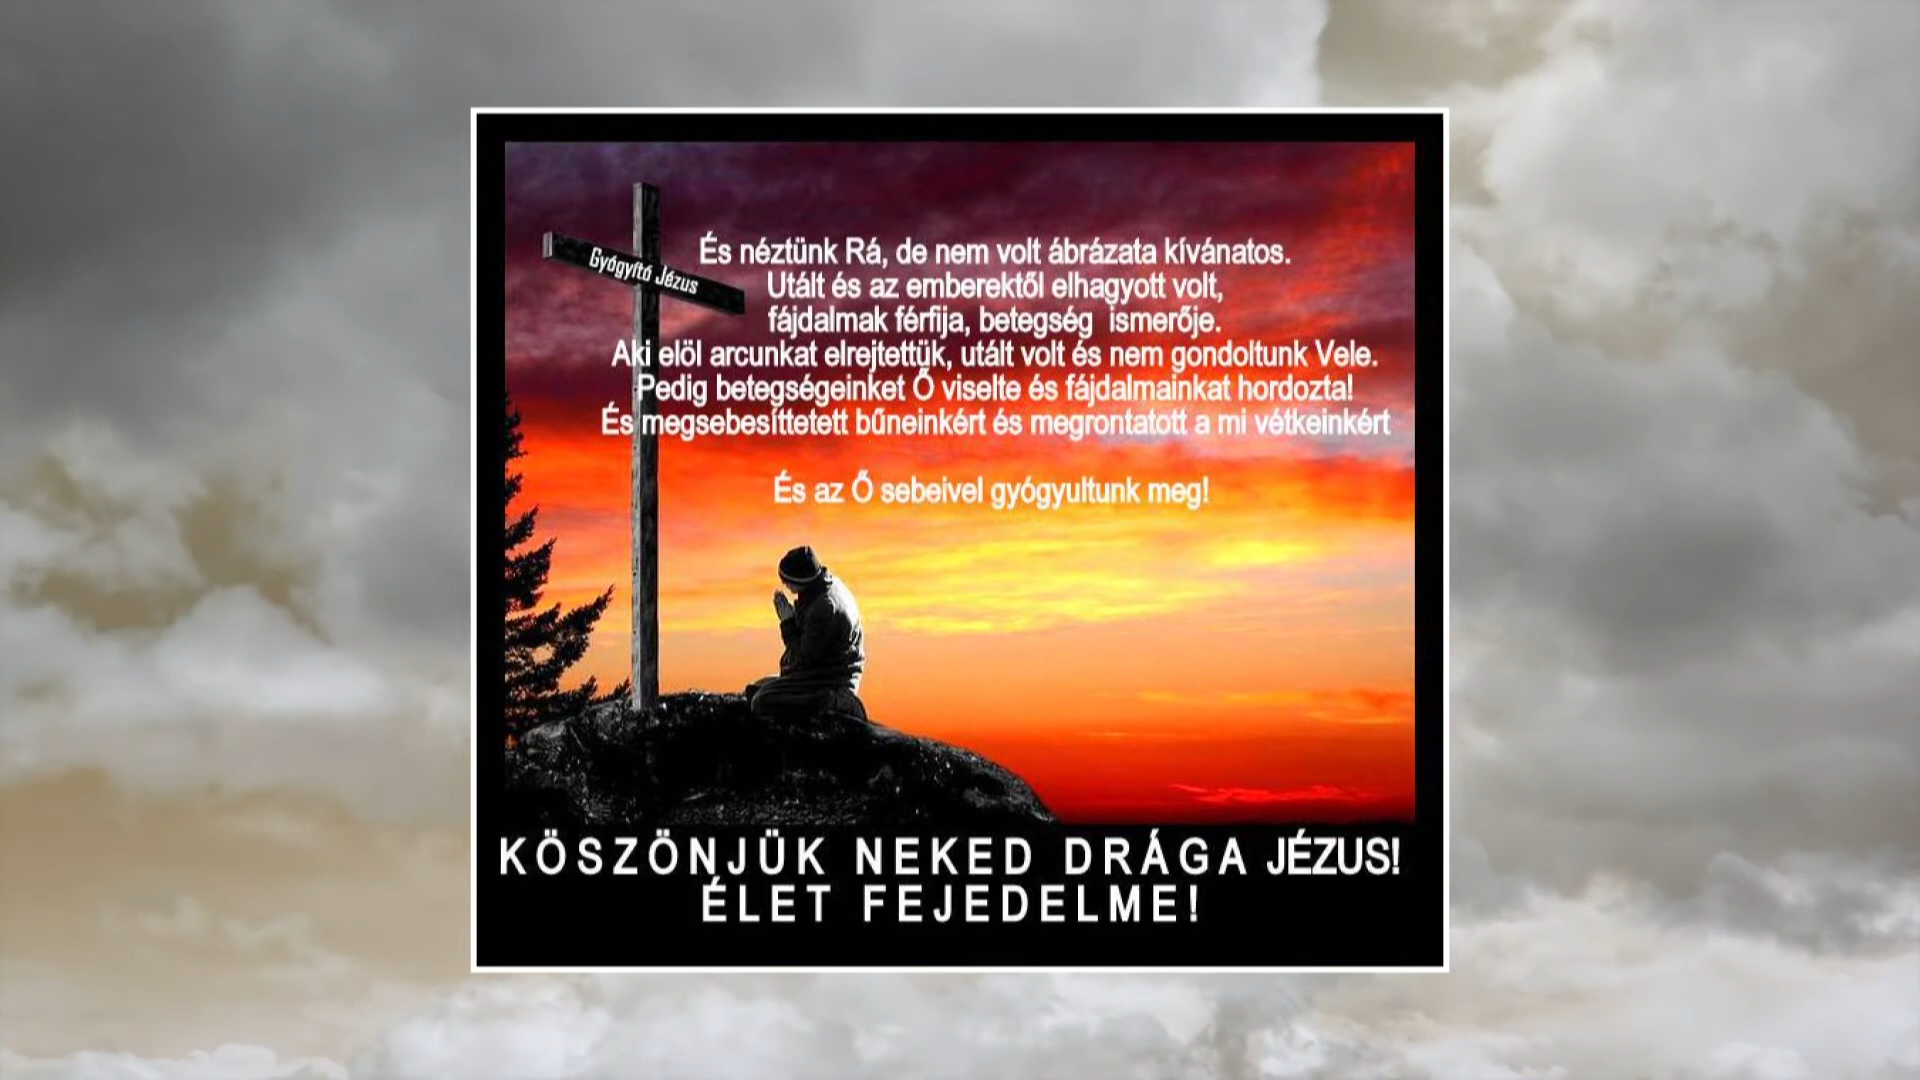 Gyógyító Jézus
És néztünk Rá, de nem volt ábrázata kívánatos.
Utált és az emberektől elhagyott volt,
fájdalmak férfija, betegség ismerője.
Aki elöl arcunkat elrejtettük, utált volt és nem gondoltunk Vele.
Pedig betegségeinket Ő viselte és fájdalmainkat hordozta!
És megsebesíttetett bűneinkért és megrontatott a mi vétkeinkért
És az Ő sebeivel gyógyultunk meg!
KÖSZÖNJÜK NEKED DRÁGA JÉZUS!
ÉLET FEJEDELME!